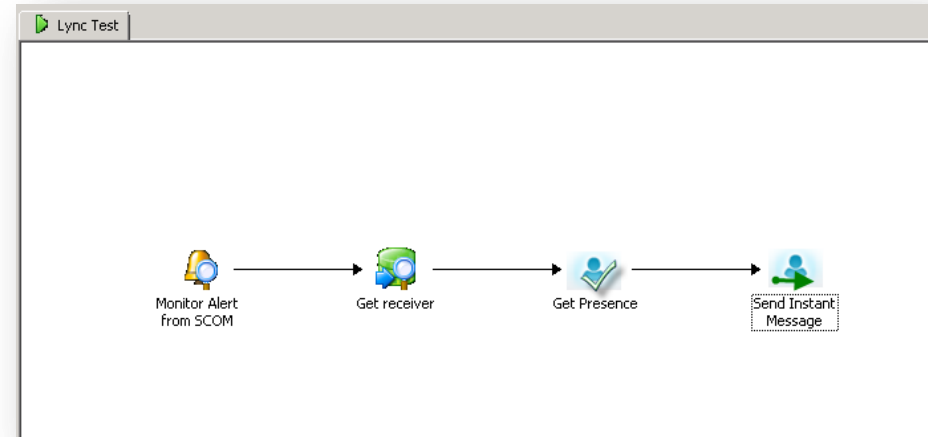 Lync Test
Monitor Alert
from SCOM
Get receiver
Get Presence
Send Instant
Message